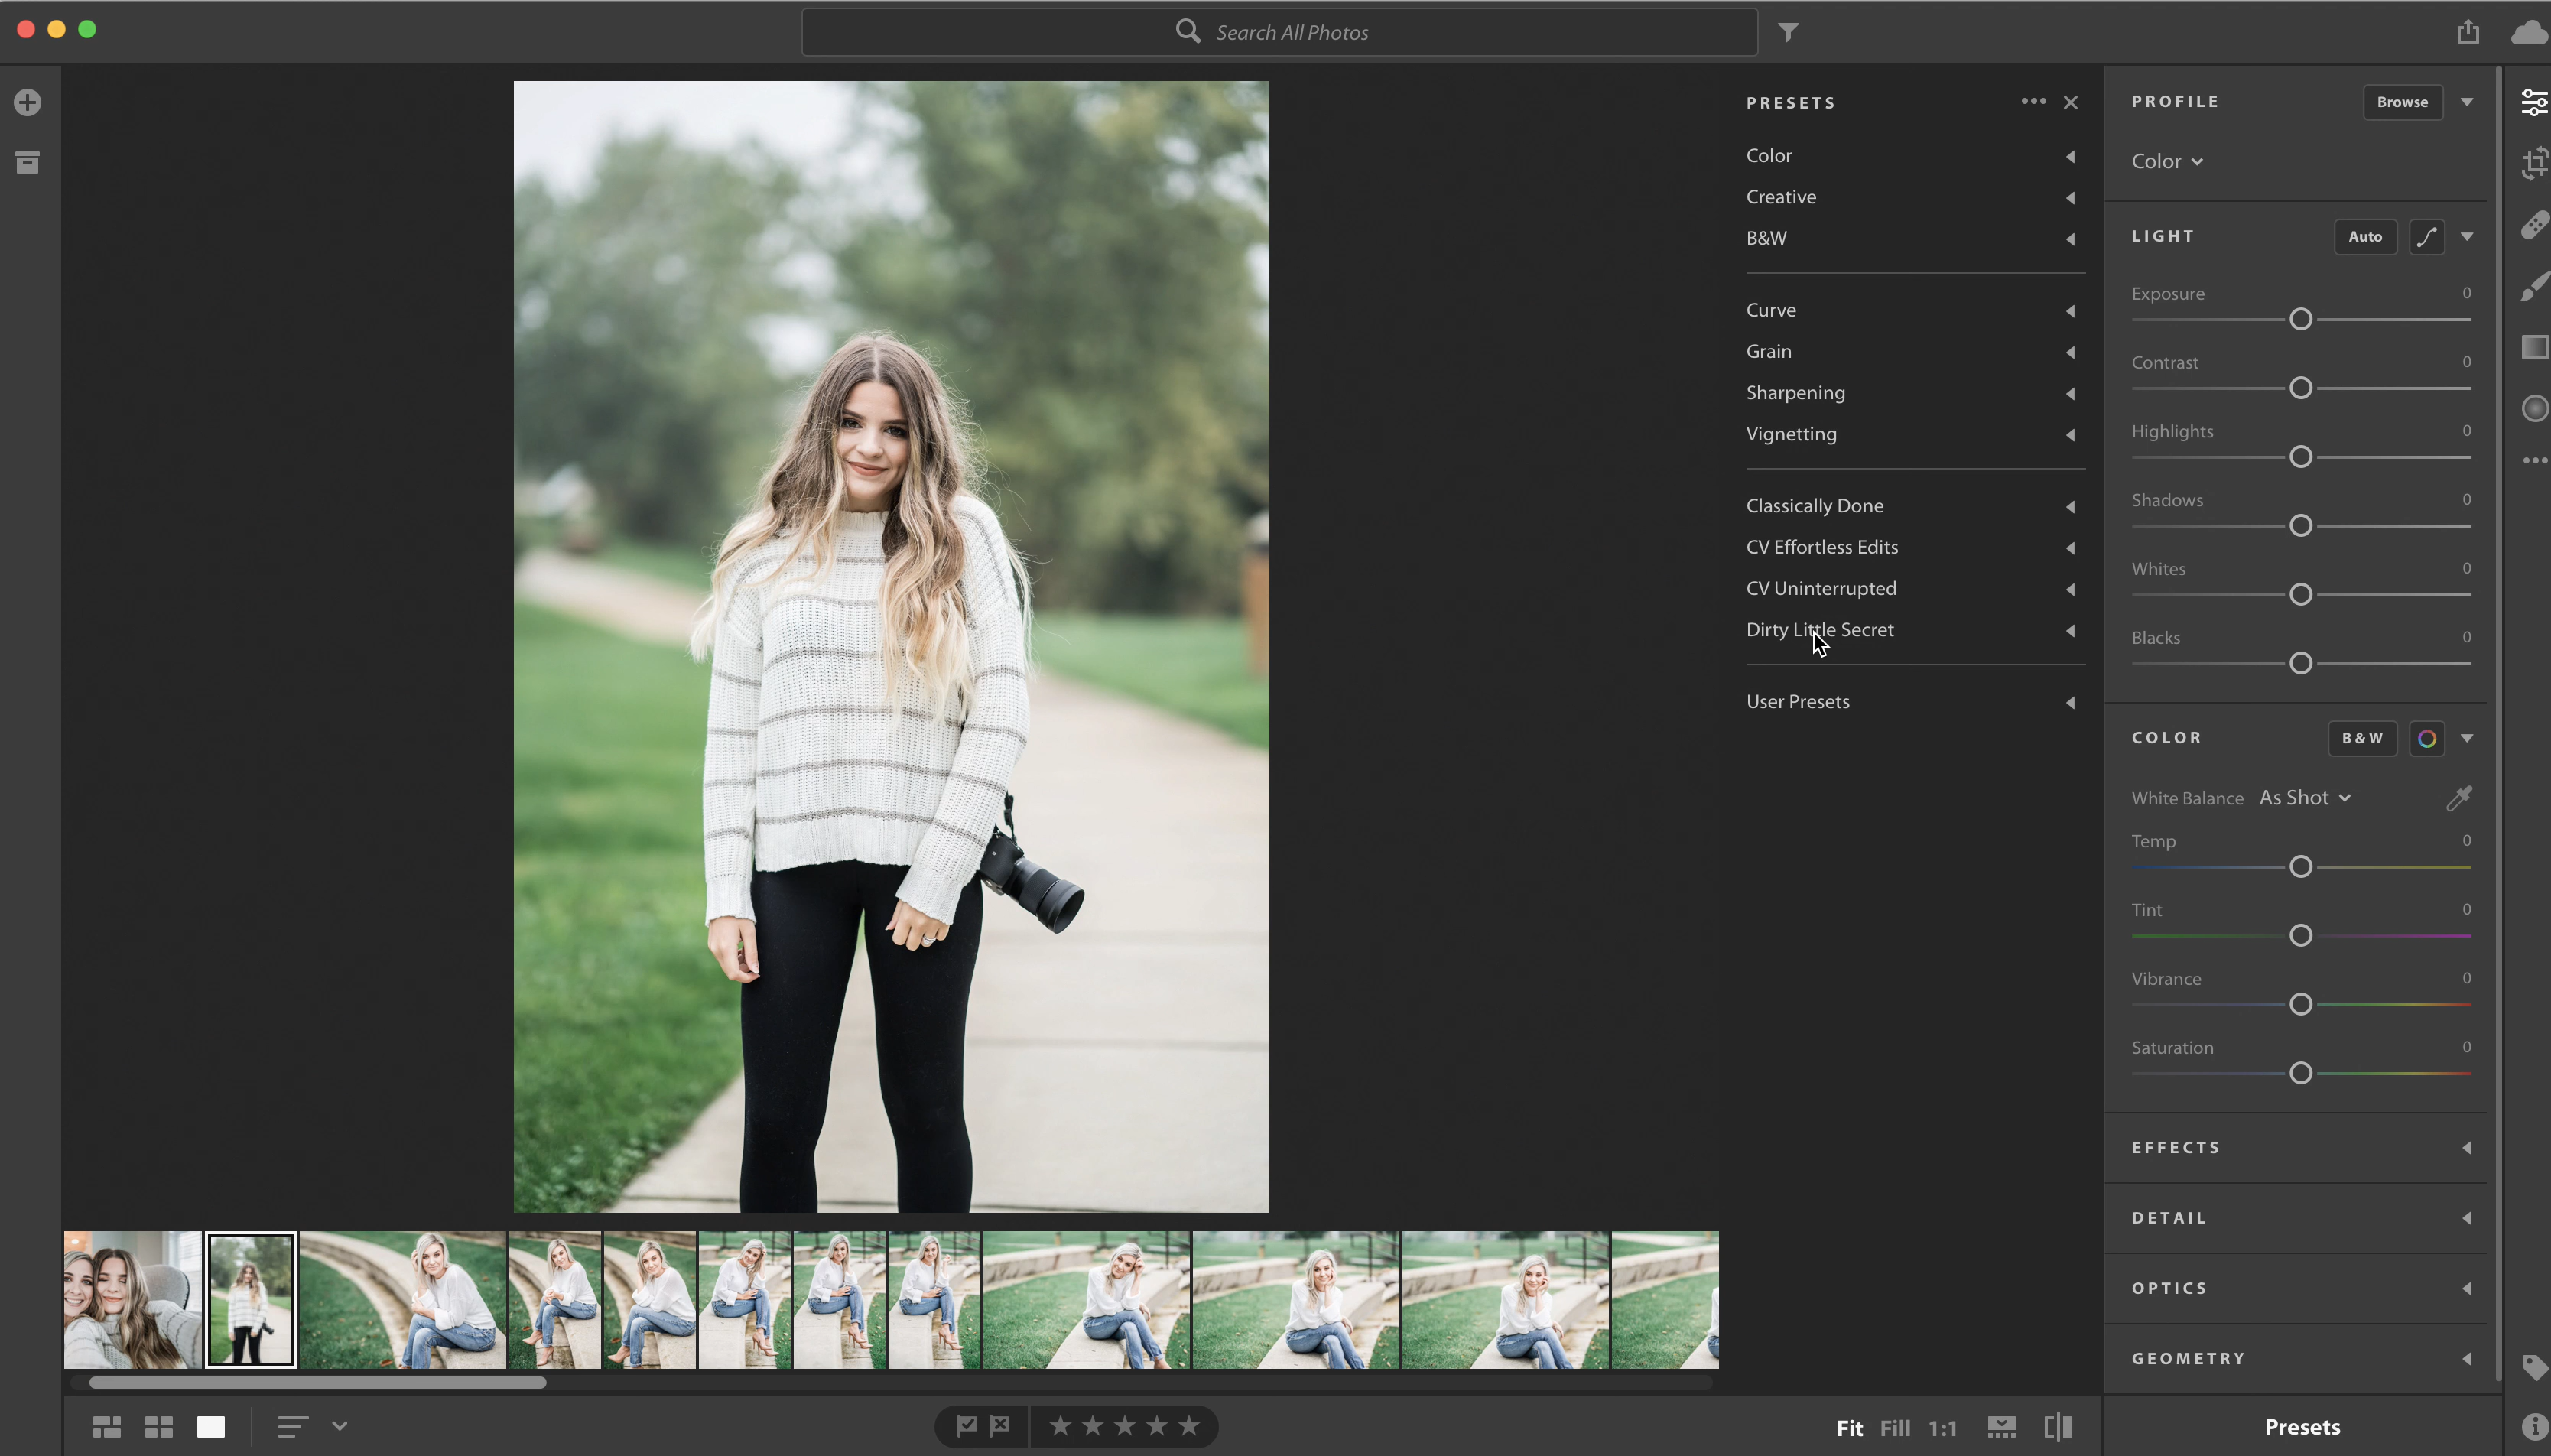 Search All Photos
PRESETS
Color
Creative
B&W
Curve
Grain
Sharpening
Vignetting
Classically Done
CV Effortless Edits
CV Uninterrupted
Dirty Little Secret
User Presets
PROFILE Browse
Color
LIGHT Auto
Exposure 0
Contrast 0
Highlights 0
Shadows 0
Whites 0
Blacks 0
COLOR B & W
White Balance As Shot
Temp 0
Tint 0
Vibrance 0
Saturation 0
EFFECTS
DETAIL
OPTICS
GEOMETRY
Fit Fill 1:1
Presets